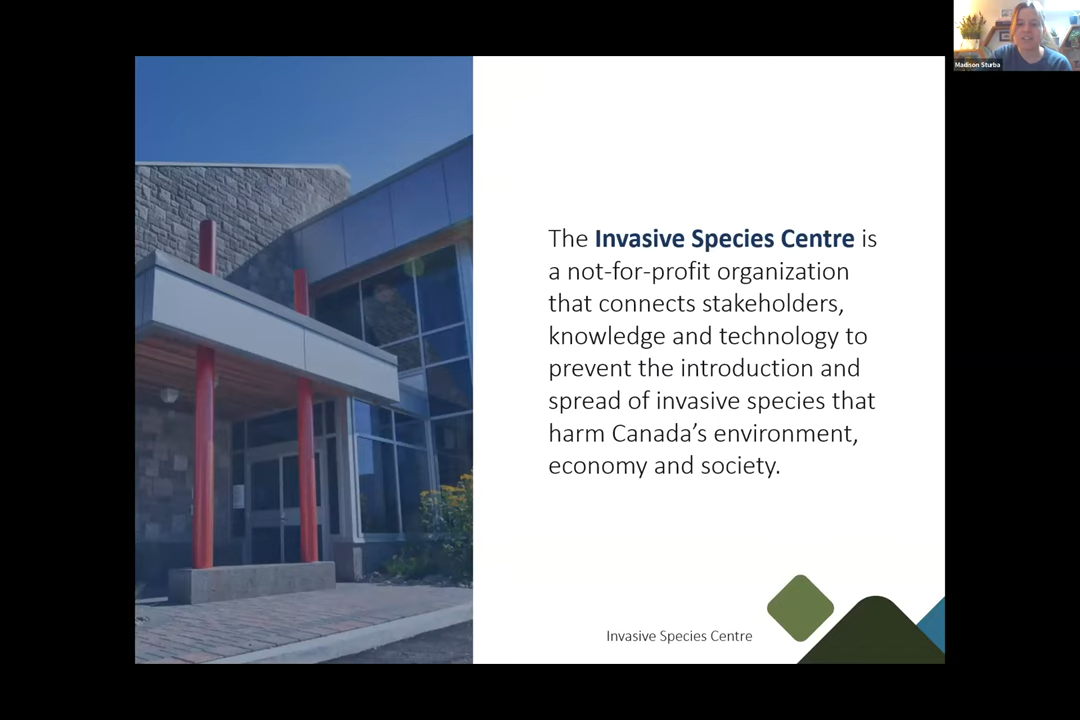 Madison Sturba
The Invasive Species Centre is
a not-for-profit organization
that connects stakeholders,
knowledge and technology to
prevent the introduction and
spread of invasive species that
harm Canada’s environment,
economy and society.
Invasive Species Centre